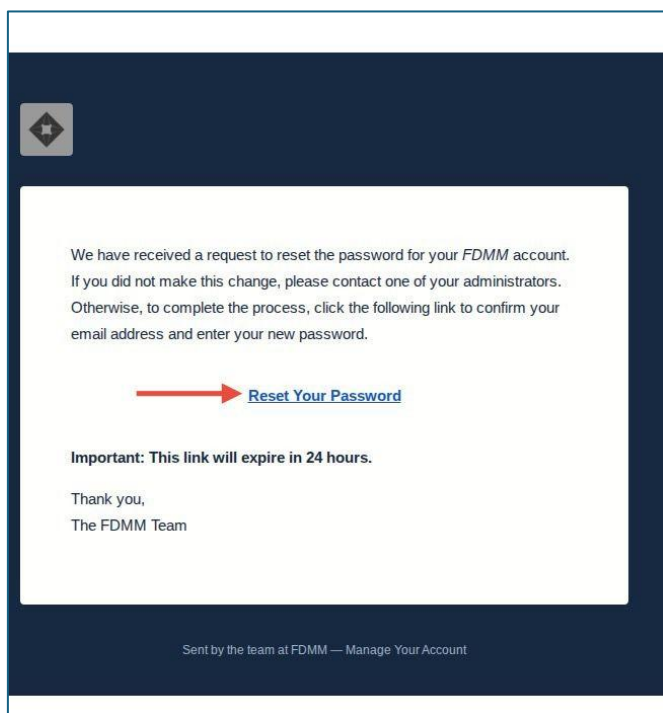 We have received a request to reset the password for your FDMM account.
If you did not make this change, please contact one of your administrators.
Otherwise, to complete the process, click the following link to confirm your
email address and enter your new password.
Reset Your Password
Important: This link will expire in 24 hours.
Thank you,
The FDMM Team
Sent by the team at FDMM — Manage Your Account